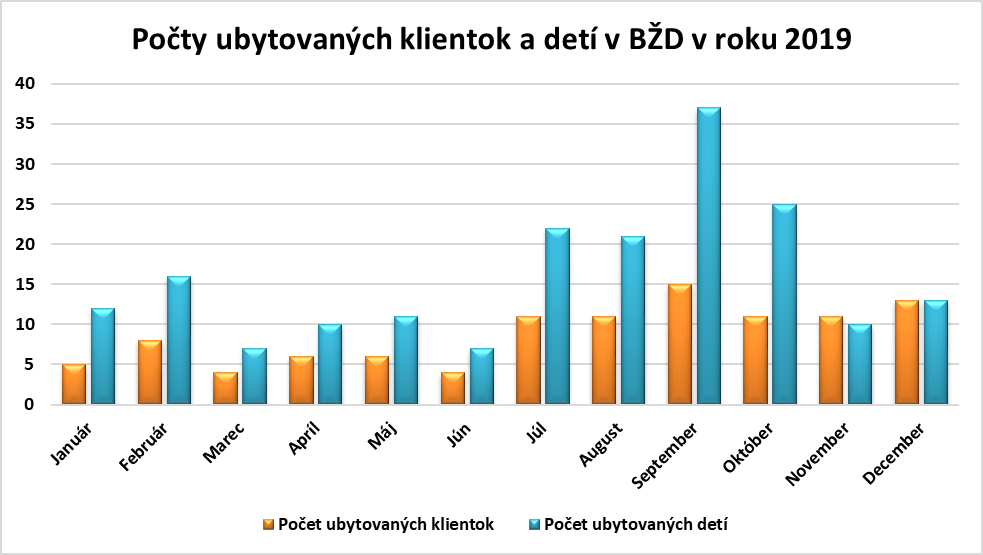 Počty ubytovaných klientok a detí v BŽD v roku 2019
40
35
30
25
20
15
10
5
0
Január
Február
Marec
Apríl
Máj
Jún
Júl
August
September
Október
November
December
Počet ubytovaných klientok
Počet ubytovaných detí